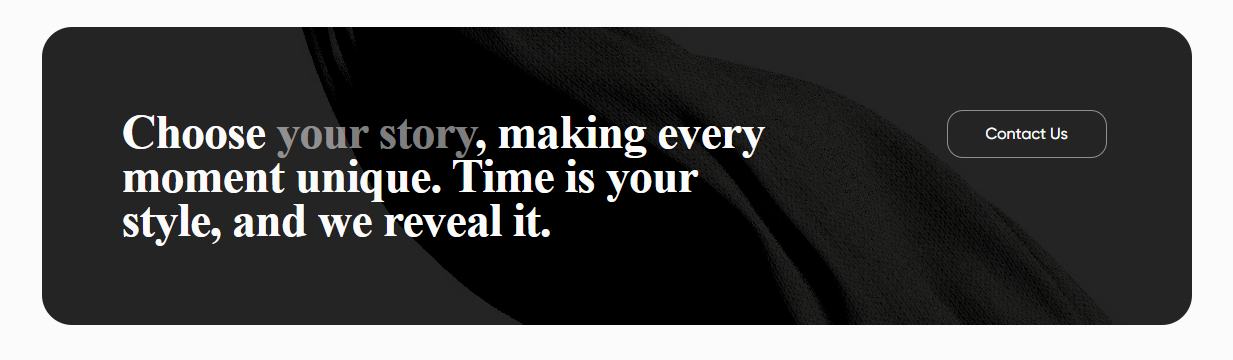 Choose your story, making every
moment unique. Time is your
style, and we reveal it.
Contact Us